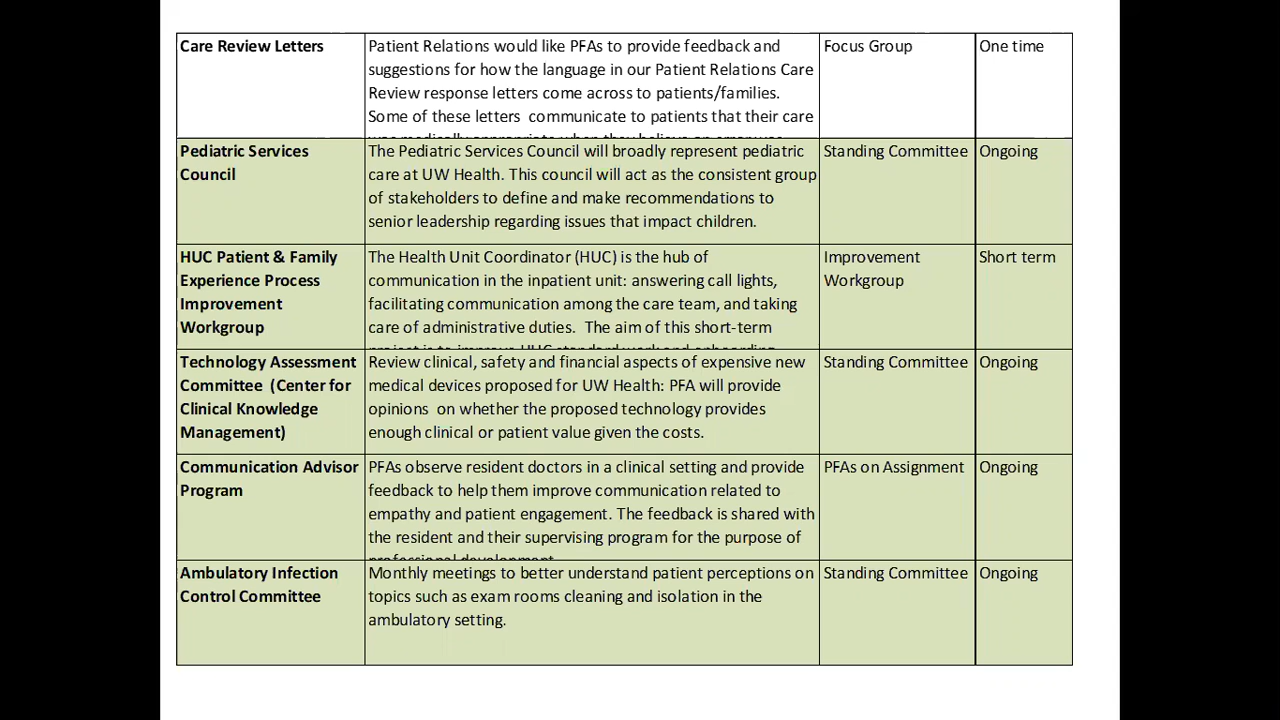 Care Review Letters
Patient Relations would like PFAs to provide feedback and
suggestions for how the language in our Patient Relations Care
Review response letters come across to patients/families.
Some of these letters  communicate to patients that their care
Focus Group
One time
Pediatric Services
Council
The Pediatric Services Council will broadly represent pediatric
care at UW Health. This council will act as the consistent group
of stakeholders to define and make recommendations to
senior leadership regarding issues that impact children.
Standing Committee
Ongoing
HUC Patient & Family
Experience Process
Improvement
Workgroup
The Health Unit Coordinator (HUC) is the hub of
communication in the inpatient unit: answering call lights,
facilitating communication among the care team, and taking
care of administrative duties.  The aim of this short-term
Improvement
Workgroup
Short term
Technology Assessment
Committee  (Center for
Clinical Knowledge
Management)
Review clinical, safety and financial aspects of expensive new
medical devices proposed for UW Health: PFA will provide
opinions  on whether the proposed technology provides
enough clinical or patient value given the costs.
Standing Committee
Ongoing
Communication Advisor
Program
PFAs observe resident doctors in a clinical setting and provide
feedback to help them improve communication related to
empathy and patient engagement. The feedback is shared with
the resident and their supervising program for the purpose of
professional development.
PFAs on Assignment
Ongoing
Ambulatory Infection
Control Committee
Monthly meetings to better understand patient perceptions on
topics such as exam rooms cleaning and isolation in the
ambulatory setting.
Standing Committee
Ongoing